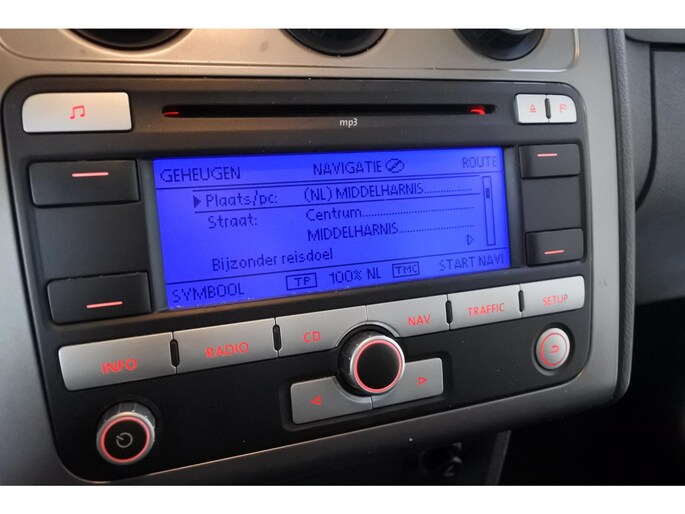 mp3
GEHEUGEN NAVIGATIE ROUTE
Plaats/pc: (NL) MIDDELHARNIS
Straat: Centrum
MIDDELHARNIS
Bijzonder reisdoel
SYMBOOL TP 100% NL TMC START NAVI
INFO RADIO CD NAV TRAFFIC SETUP